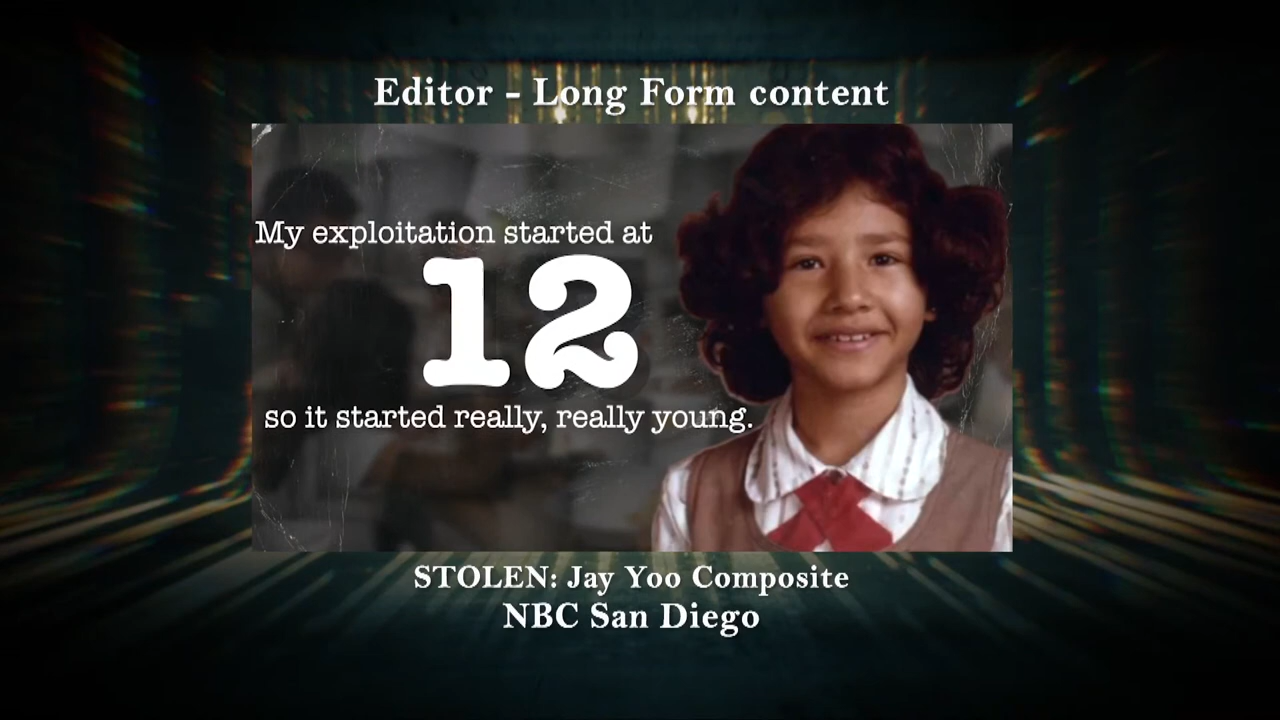 Editor - Long Form content
My exploitation started at
12
so it started really, really young.
STOLEN: Jay Yoo Composite
NBC San Diego